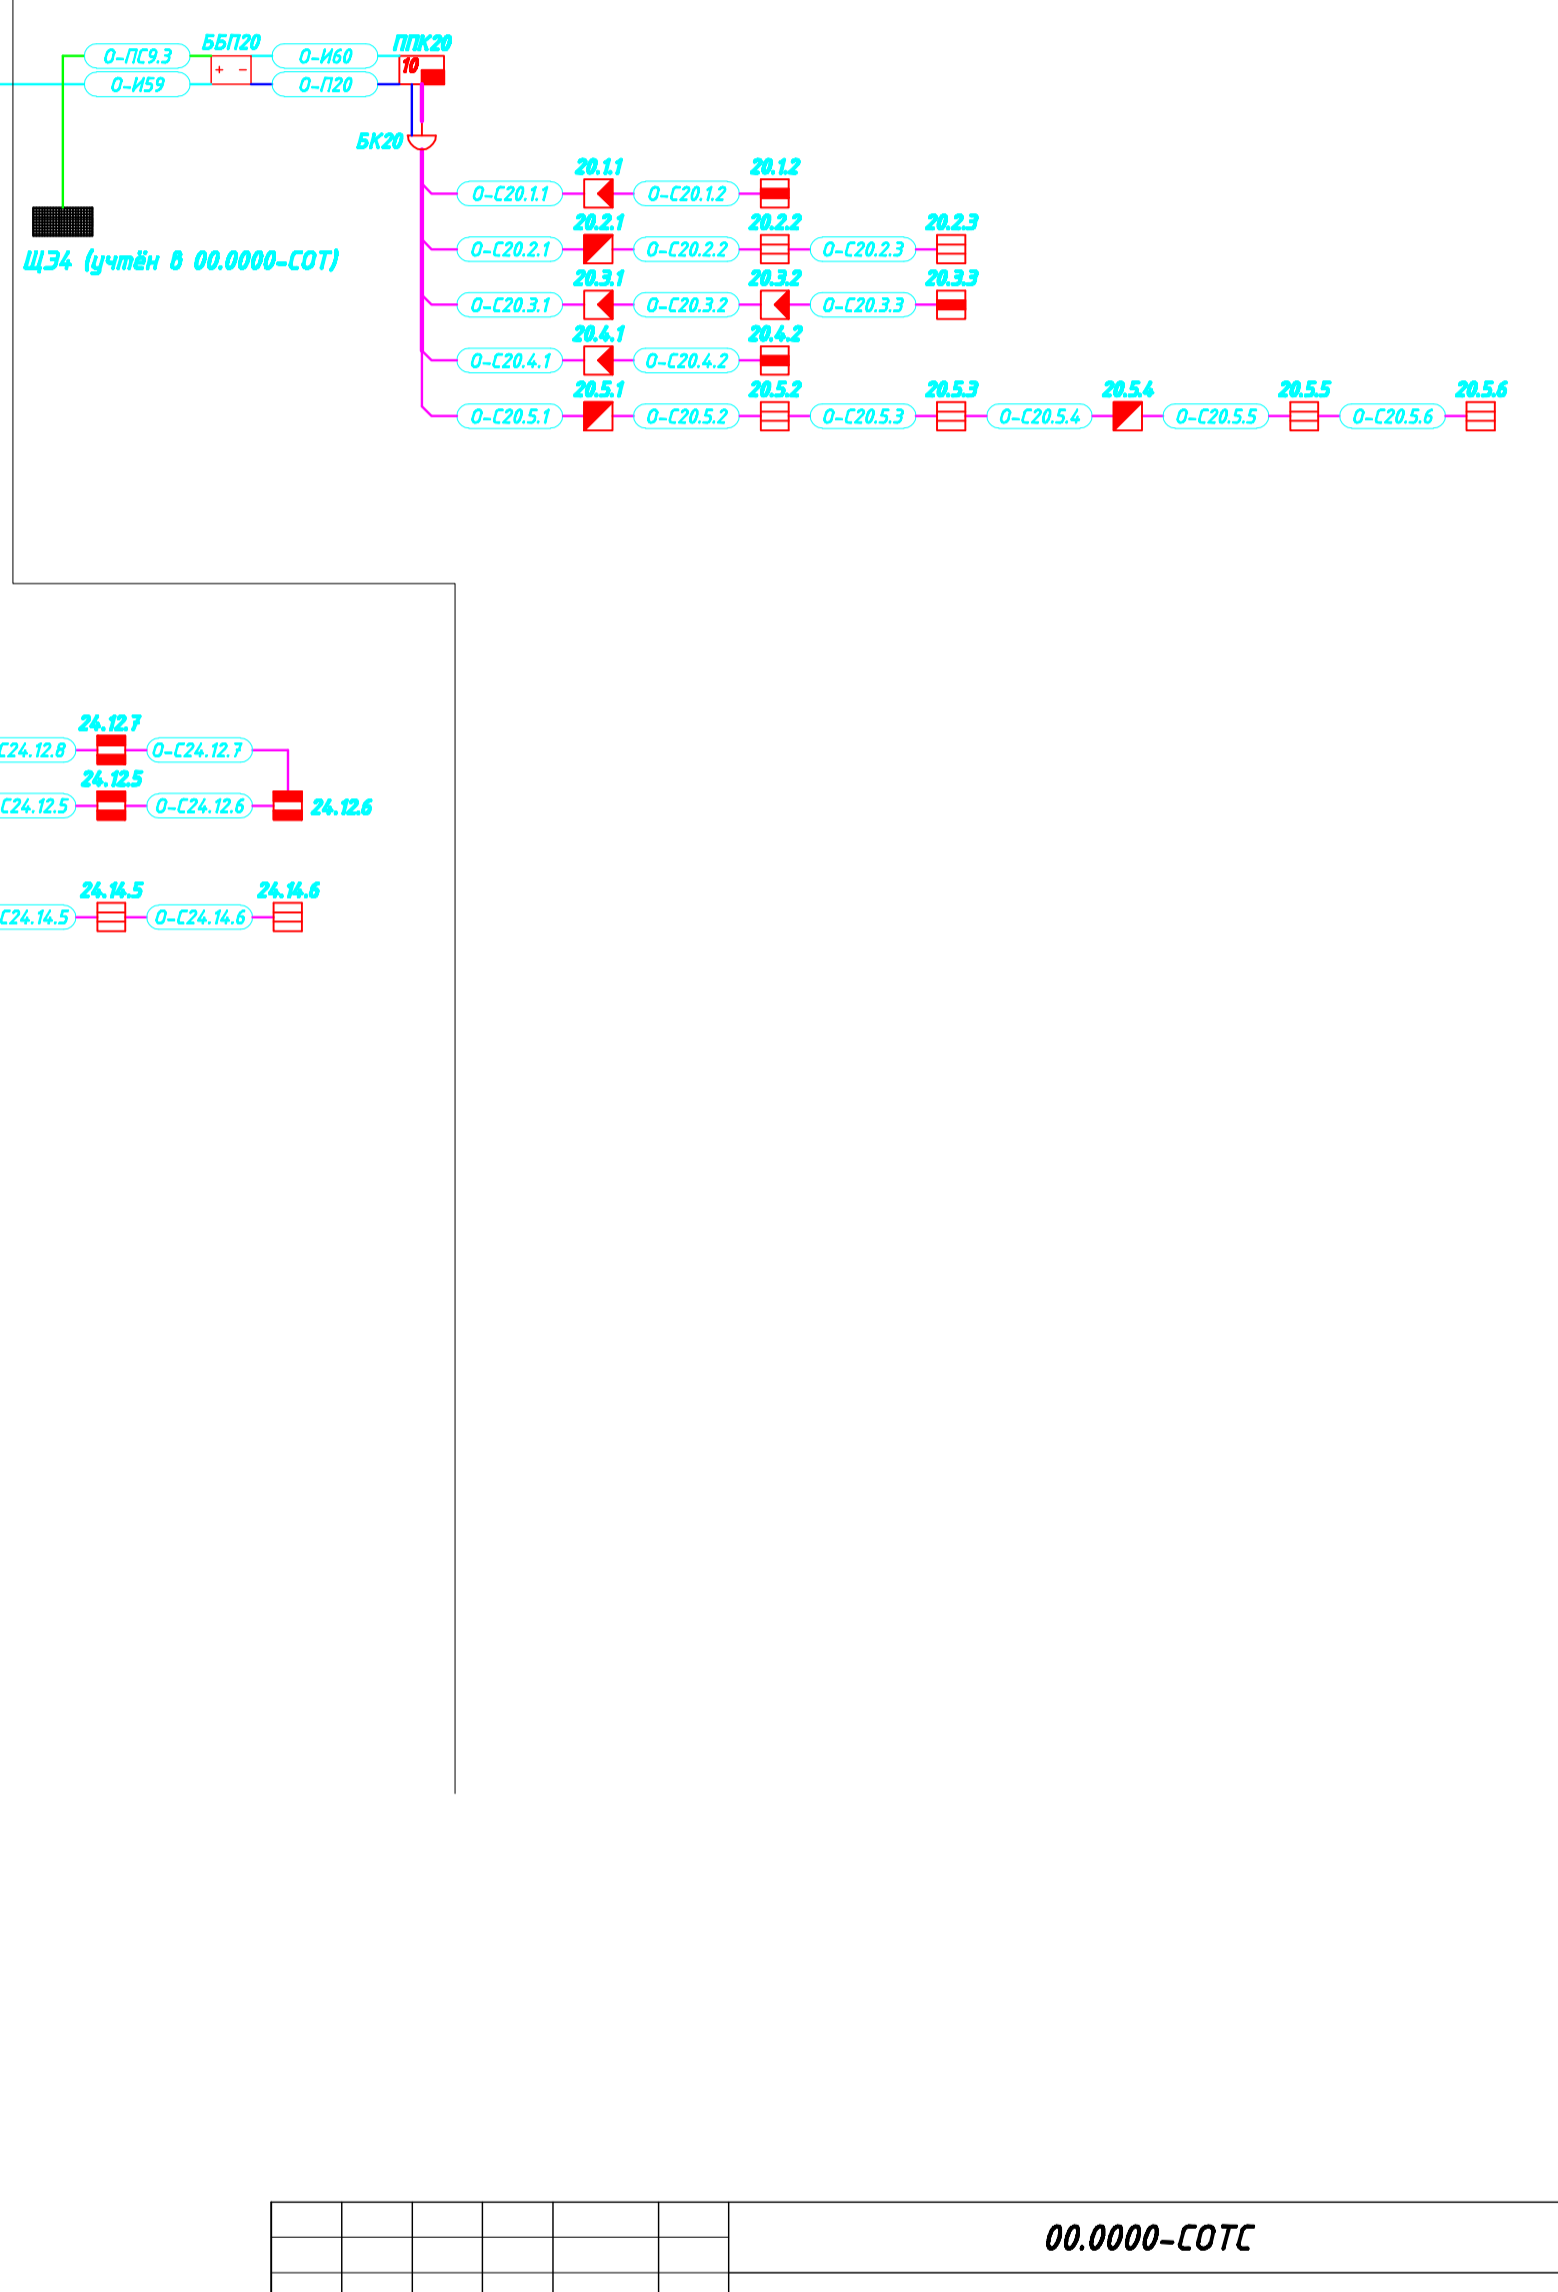 ББП20 ППК20
О-ПС9.3 О-И60
10
О-И59 + - О-П20
БК20
20.1.1 20.1.2
О-С20.1.1 О-С20.1.2
20.2.1 20.2.2 20.2.3
О-С20.2.1 О-С20.2.2 О-С20.2.3
ЩЭ4 (учтён в 00.0000-СОТ)
20.3.1 20.3.2 20.3.3
О-С20.3.1 О-С20.3.2 О-С20.3.3
20.4.1 20.4.2
О-С20.4.1 О-С20.4.2
20.5.1 20.5.2 20.5.3 20.5.4 20.5.5 20.5.6
О-С20.5.1 О-С20.5.2 О-С20.5.3 О-С20.5.4 О-С20.5.5 О-С20.5.6
24.12.7
С24.12.8 О-С24.12.7
24.12.5
С24.12.5 О-С24.12.6 24.12.6
24.14.5 24.14.6
С24.14.5 О-С24.14.6
00.0000-СОТС